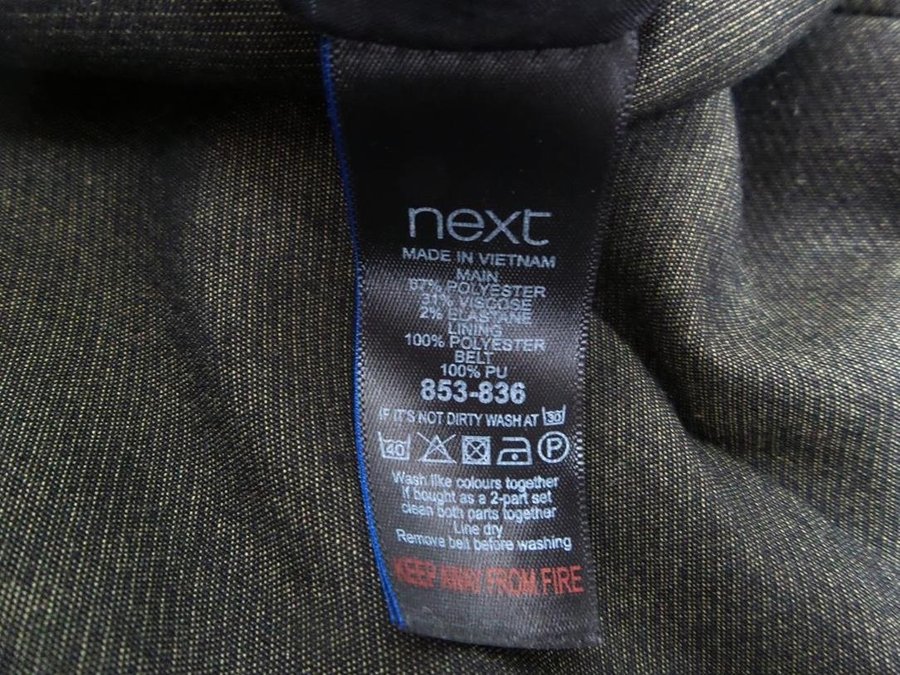 next
MADE IN VIETNAM
MAIN
67% POLYESTER
31% VISCOSE
2% ELASTANE
LINING
100% POLYESTER
BELT
100% PU
853-836
IF IT'S NOT DIRTY WASH AT 30
40 P
Wash like colours together
If bought as a 2-part set
clean both parts together
Line dry
Remove belt before washing
KEEP AWAY FROM FIRE